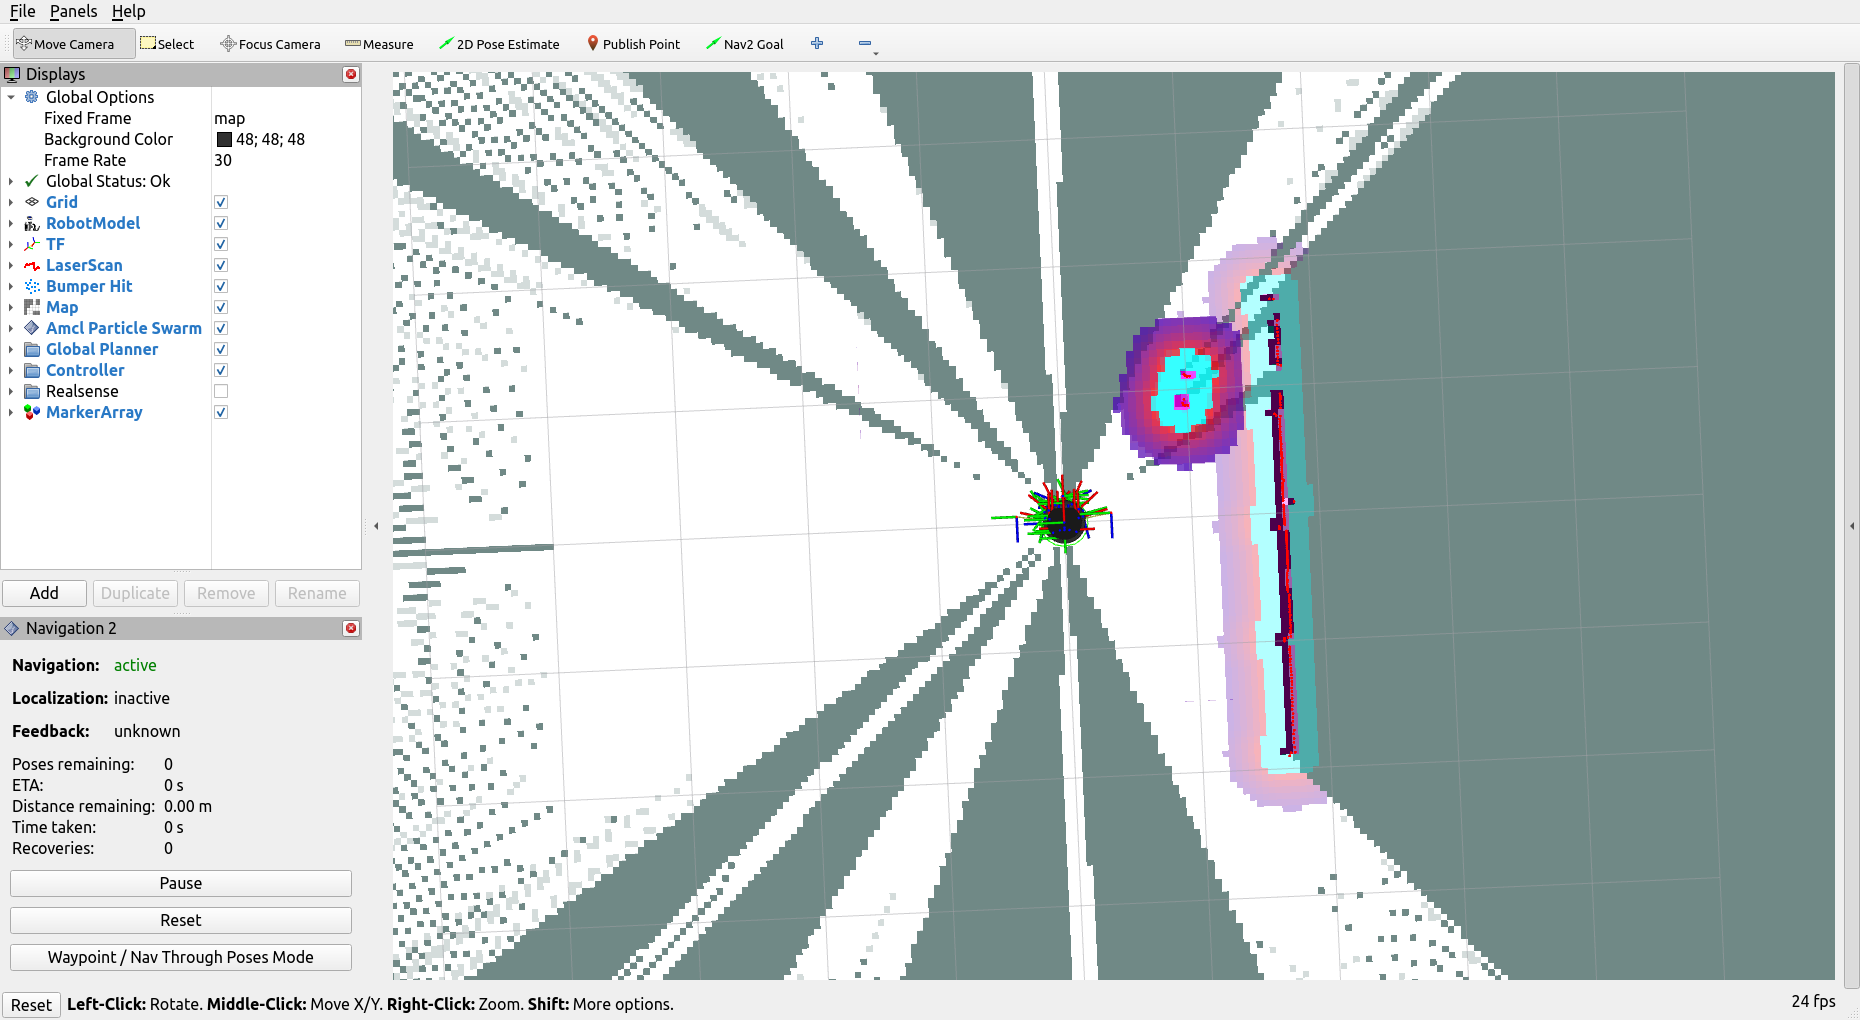 File Panels Help
Move Camera Select Focus Camera Measure 2D Pose Estimate Publish Point Nav2 Goal
Displays
Global Options
Fixed Frame map
Background Color 48; 48; 48
Frame Rate 30
Global Status: Ok
Grid
RobotModel
TF
LaserScan
Bumper Hit
Map
Amcl Particle Swarm
Global Planner
Controller
Realsense
MarkerArray
Add Duplicate Remove Rename
Navigation 2
Navigation: active
Localization: inactive
Feedback: unknown
Poses remaining: 0
ETA: 0 s
Distance remaining: 0.00 m
Time taken: 0 s
Recoveries: 0
Pause
Reset
Waypoint / Nav Through Poses Mode
Reset Left-Click: Rotate. Middle-Click: Move X/Y. Right-Click: Zoom. Shift: More options. 24 fps